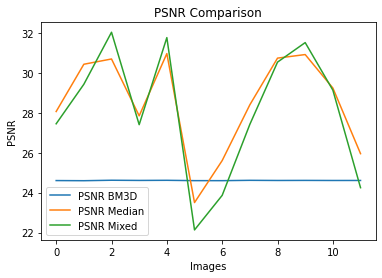 PSNR Comparison
32
30
28
26
24
22
PSNR
PSNR BM3D
PSNR Median
PSNR Mixed
0 2 4 6 8 10
Images